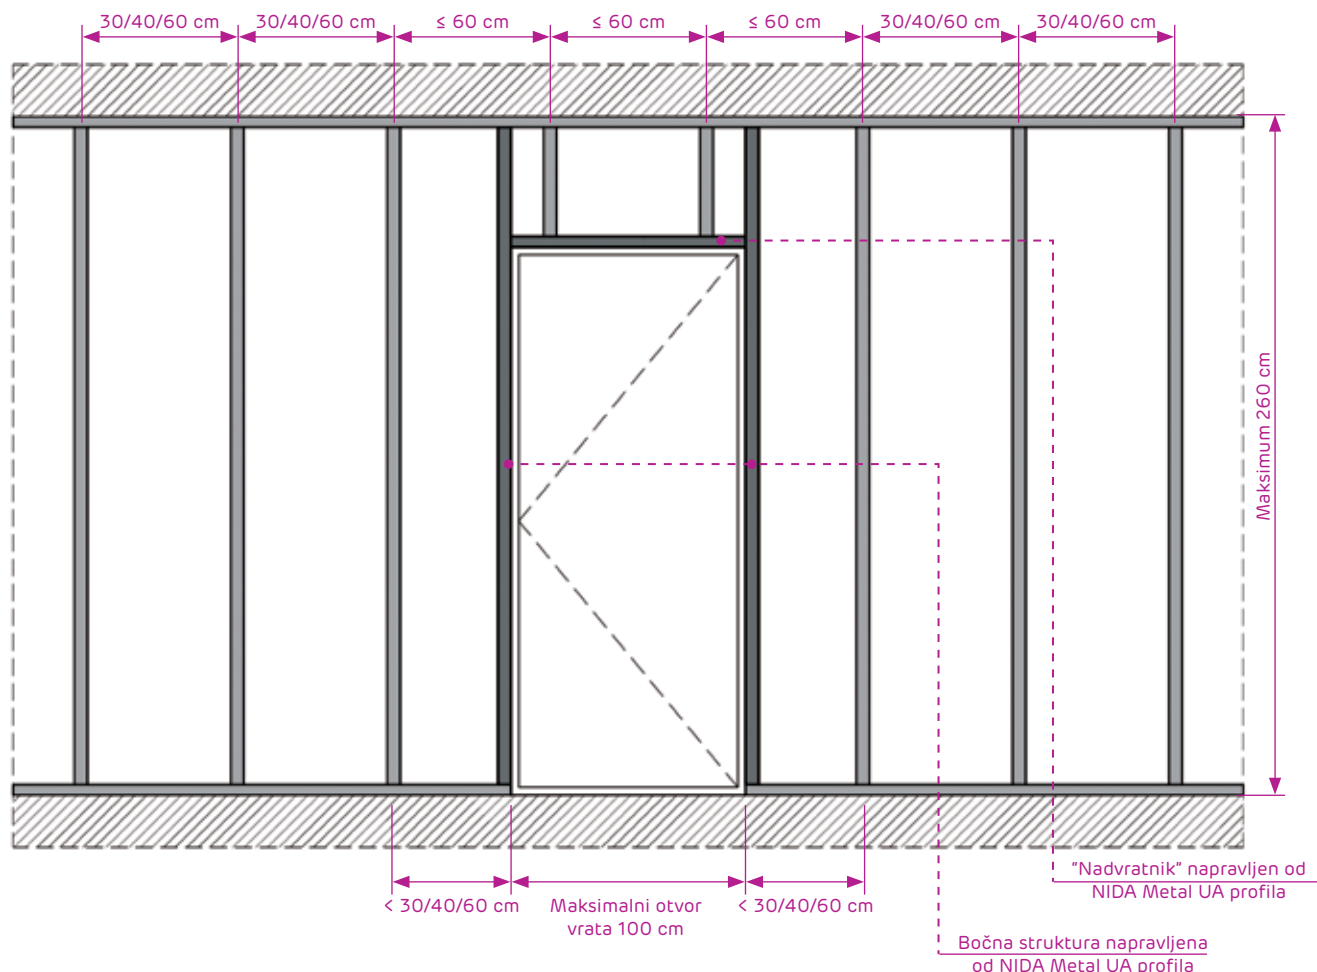 30/40/60 cm
30/40/60 cm
≤ 60 cm
≤ 60 cm
≤ 60 cm
30/40/60 cm
30/40/60 cm
Maksimum 260 cm
< 30/40/60 cm
Maksimalni otvor
vrata 100 cm
< 30/40/60 cm
"Nadvratnik" napravljen od
NIDA Metal UA profila
Bočna struktura napravljena
od NIDA Metal UA profila